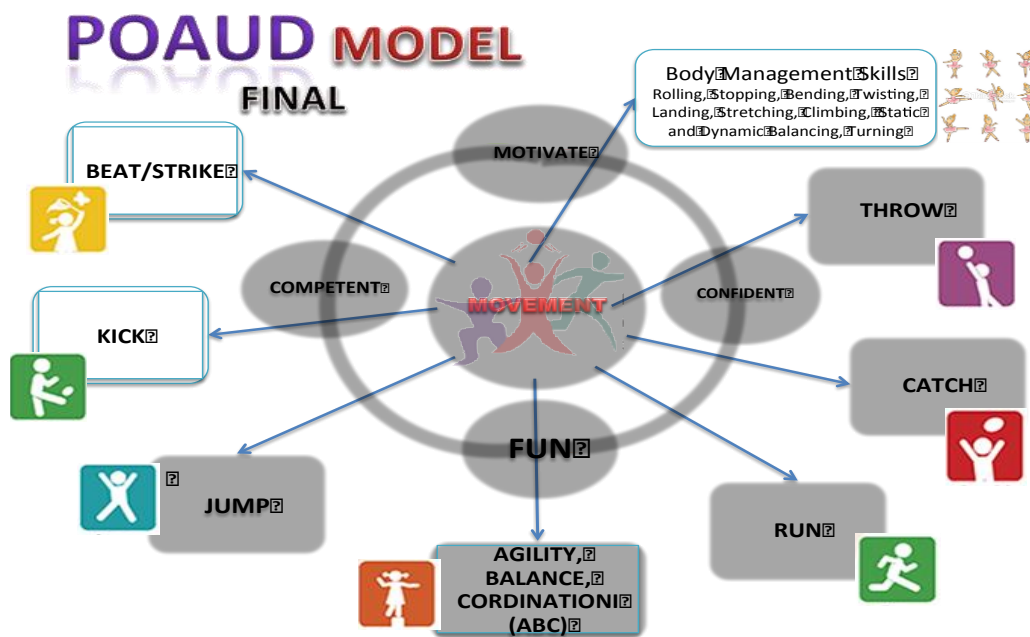 POAUD MODEL
FINAL
Body Management Skills
Rolling, Stopping, Bending, Twisting,
Landing, Stretching, Climbing, Static
and Dynamic Balancing, Turning
MOTIVATE
BEAT/STRIKE
THROW
COMPETENT
MOVEMENT
CONFIDENT
KICK
CATCH
FUN
JUMP
RUN
AGILITY,
BALANCE,
CORDINATIONI
(ABC)